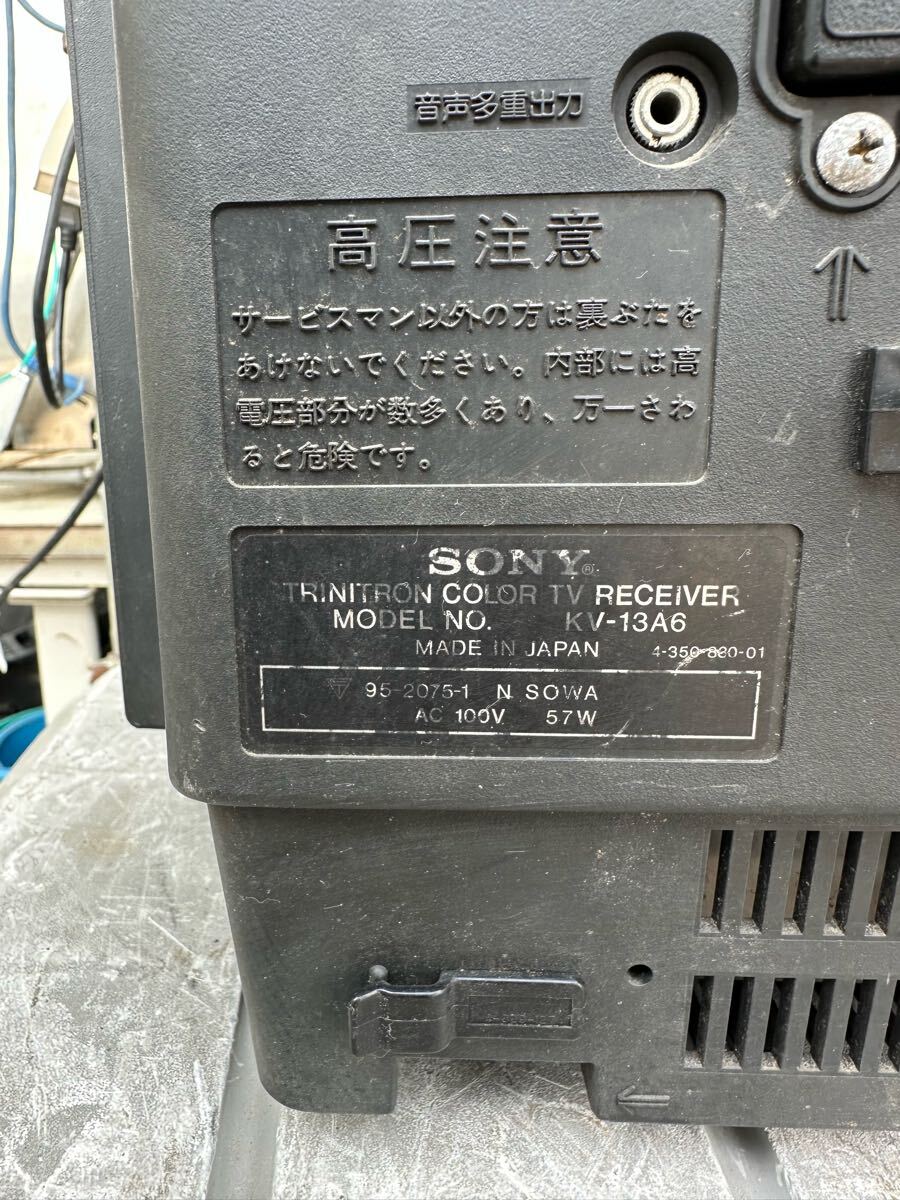 音声多重出力
高圧注意
サービスマン以外の方は裏ぶたを
あけないでください。内部には高
電圧部分が数多くあり、万一さわ
ると危険です。
SONY®
TRINITRON COLOR TV RECEIVER
MODEL NO. KV-13A6
MADE IN JAPAN 4-350-820-01
95-2075-1 N SOWA
AC 100V 57W